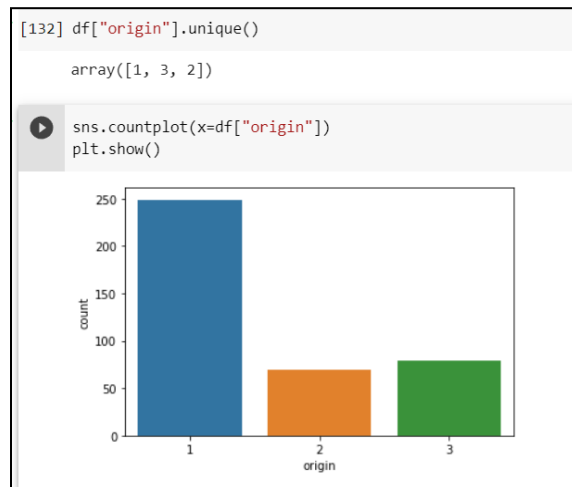 [132] df["origin"].unique()
array([1, 3, 2])
sns.countplot(x=df["origin"])
plt.show()
250
200
150
100
50
0
count
1 2 3
origin